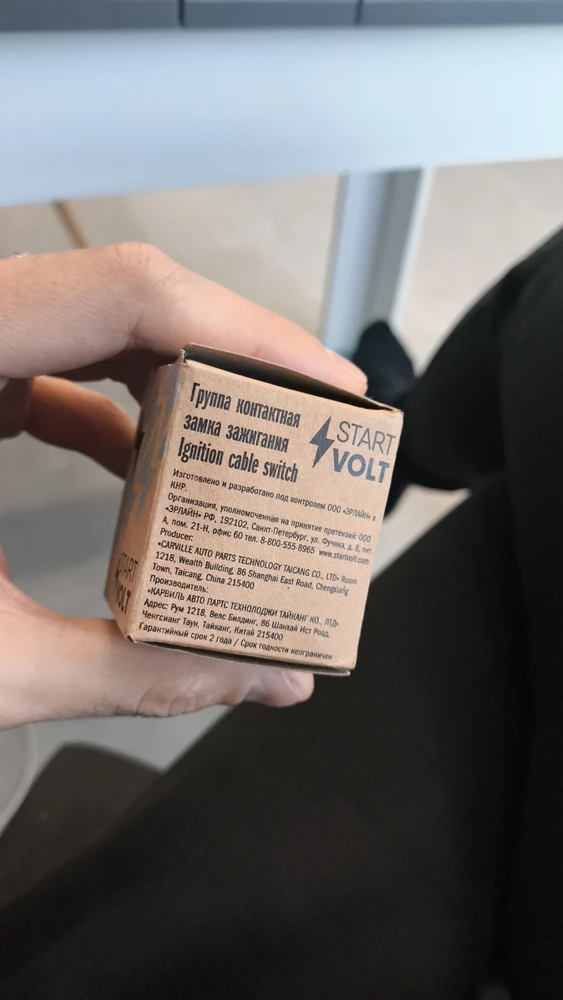 Группа контактная
замка зажигания
Ignition cable switch
START
VOLT
Изготовлено и разработано под контролем ООО «ЭРЛАЙН» в
КНР.
Организация, уполномоченная на принятие претензий: ООО
«ЭРЛАЙН» РФ, 192102, Санкт-Петербург, ул. Фучика, д. 8, лит.
А, пом. 21-Н, офис 60 тел. 8-800-555-8965 www.startvolt.com
Producer:
«CARVILLE AUTO PARTS TECHNOLOGY TAICANG CO., LTD» Room
1218, Wealth Building, 86 Shanghai East Road, Chengxiang
Town, Taicang, China 215400
Производитель:
«КАРВИЛЬ АВТО ПАРТС ТЕХНОЛОДЖИ ТАЙКАНГ КО., ЛТД»
Адрес: Рум 1218, Велс Билдинг, 86 Шанхай Ист Роад,
Ченгсианг Таун, Тайканг, Китай 215400
Гарантийный срок 2 года / Срок годности неограничен
START
VOLT